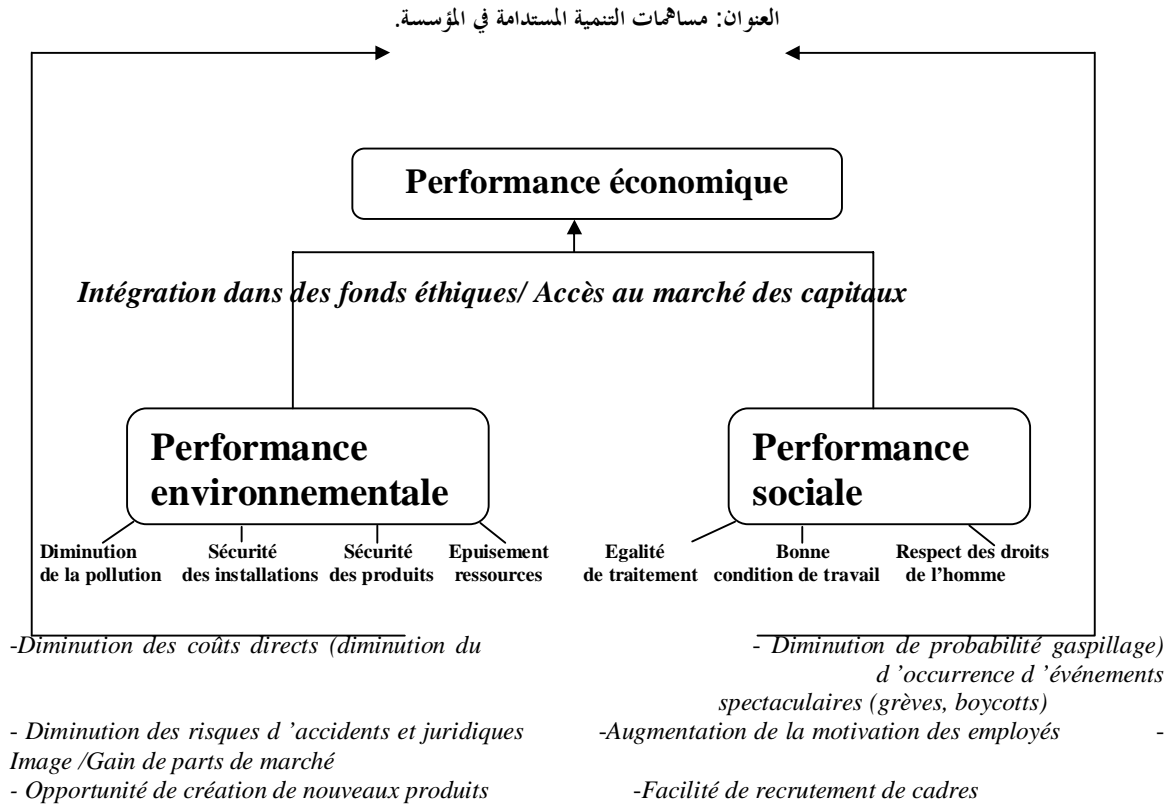 العنوان: مساهمات التنمية المستدامة في المؤسسة.
Performance économique
Intégration dans des fonds éthiques/ Accès au marché des capitaux
Performance
environnementale
Performance
sociale
Diminution
de la pollution
Sécurité
des installations
Sécurité
des produits
Epuisement
ressources
Egalité
de traitement
Bonne
condition de travail
Respect des droits
de l’homme
-Diminution des coûts directs (diminution du - Diminution de probabilité gaspillage)
d ’occurrence d ’événements
spectaculaires (grèves, boycotts)
- Diminution des risques d ’accidents et juridiques -Augmentation de la motivation des employés -
Image /Gain de parts de marché
- Opportunité de création de nouveaux produits -Facilité de recrutement de cadres